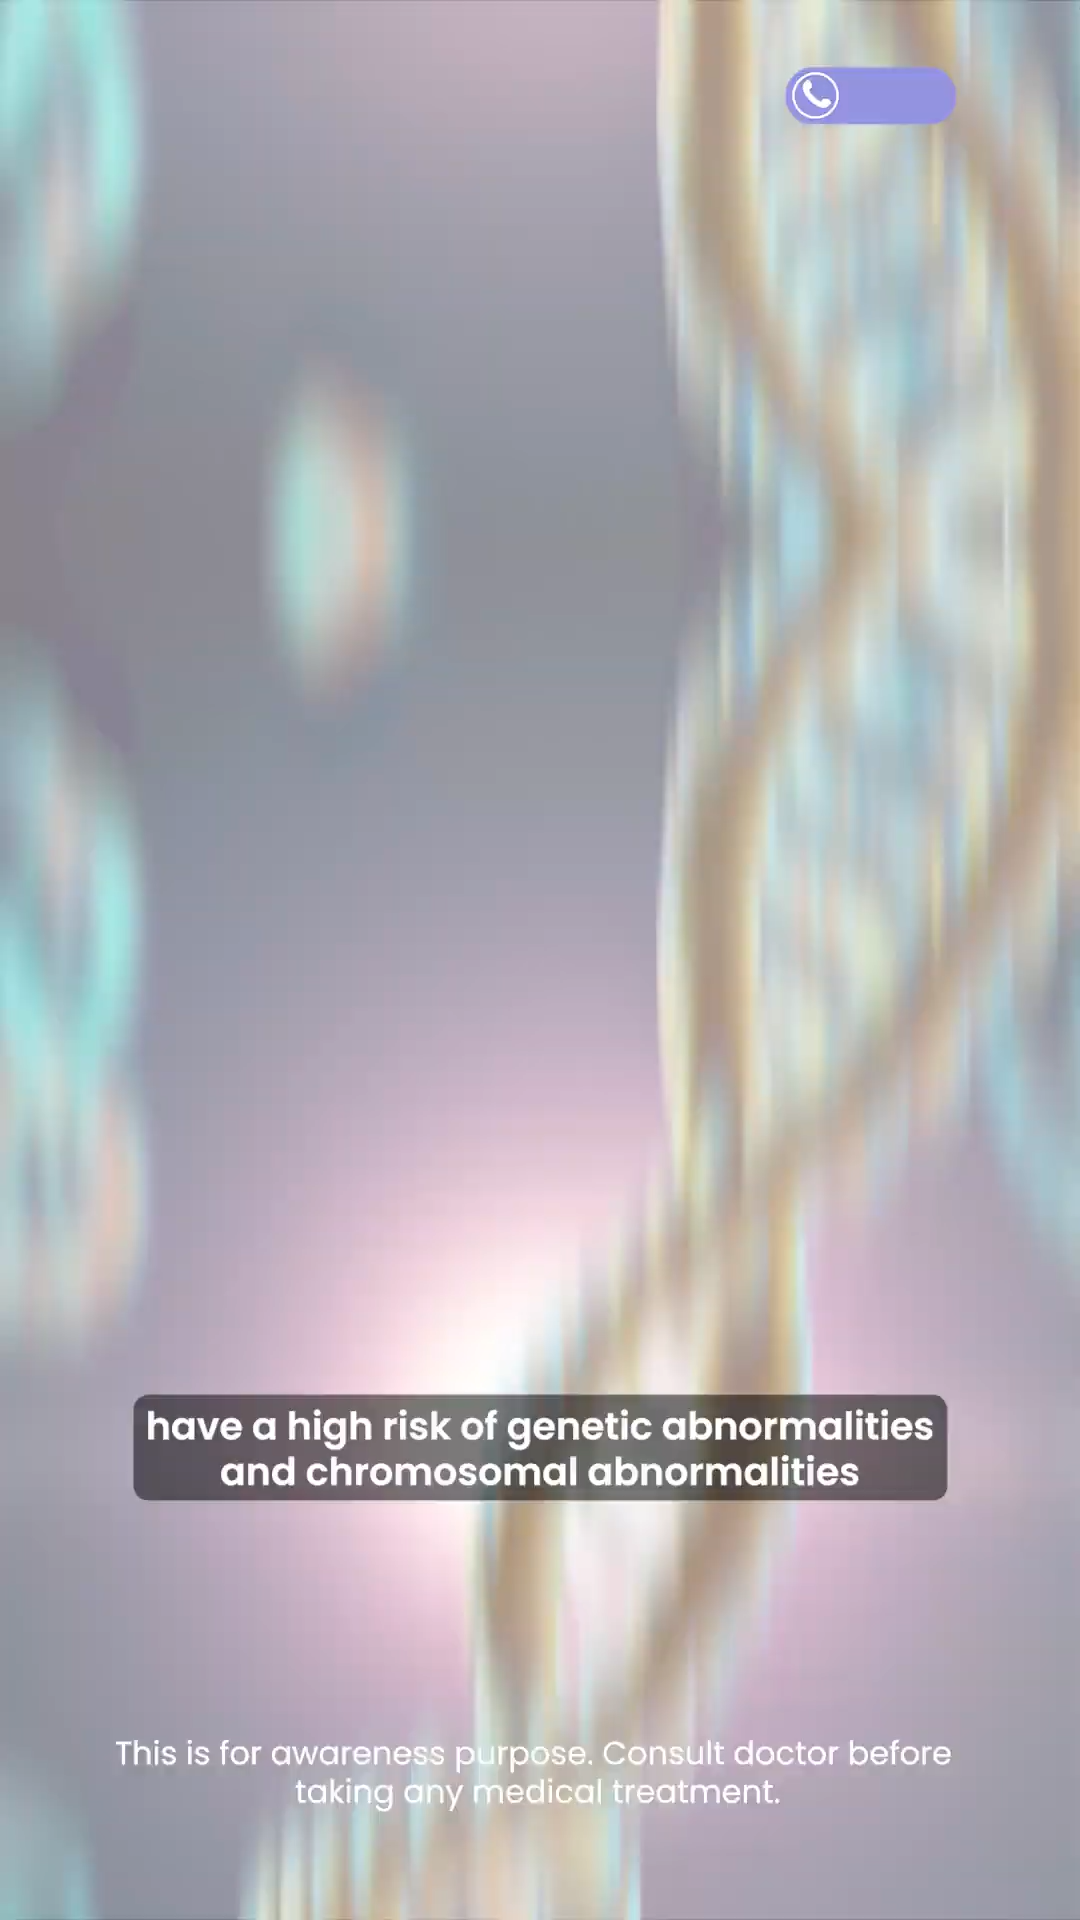 have a high risk of genetic abnormalities
and chromosomal abnormalities
This is for awareness purpose. Consult doctor before
taking any medical treatment.